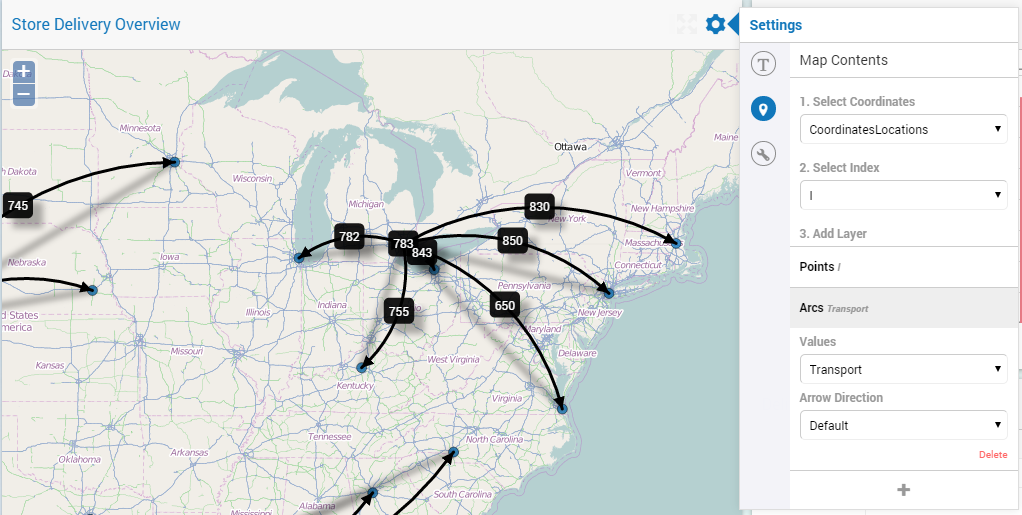 Store Delivery Overview
Settings
T
Map Contents
1. Select Coordinates
CoordinatesLocations
2. Select Index
l
3. Add Layer
Points l
Arcs Transport
Values
Transport
Arrow Direction
Default
Delete
+
+
−
Minnesota
Ottawa
Maine
Dakota
Vermont
Wisconsin
Michigan
New Hampshire
745
830
New-York
782
783
843
850
Massachu
Iowa
Nebraska
Connecticut
Pennsylvania
d States
merica
Indiana
Illinois
755
650
New Jersey
Maryland
Missouri
Delaware
West Virginia
Kansas
Kentucky
Virginia
Tennessee
North Carolina
Arkansas
Oklahoma
South Carolina
Alabama
Mississippi